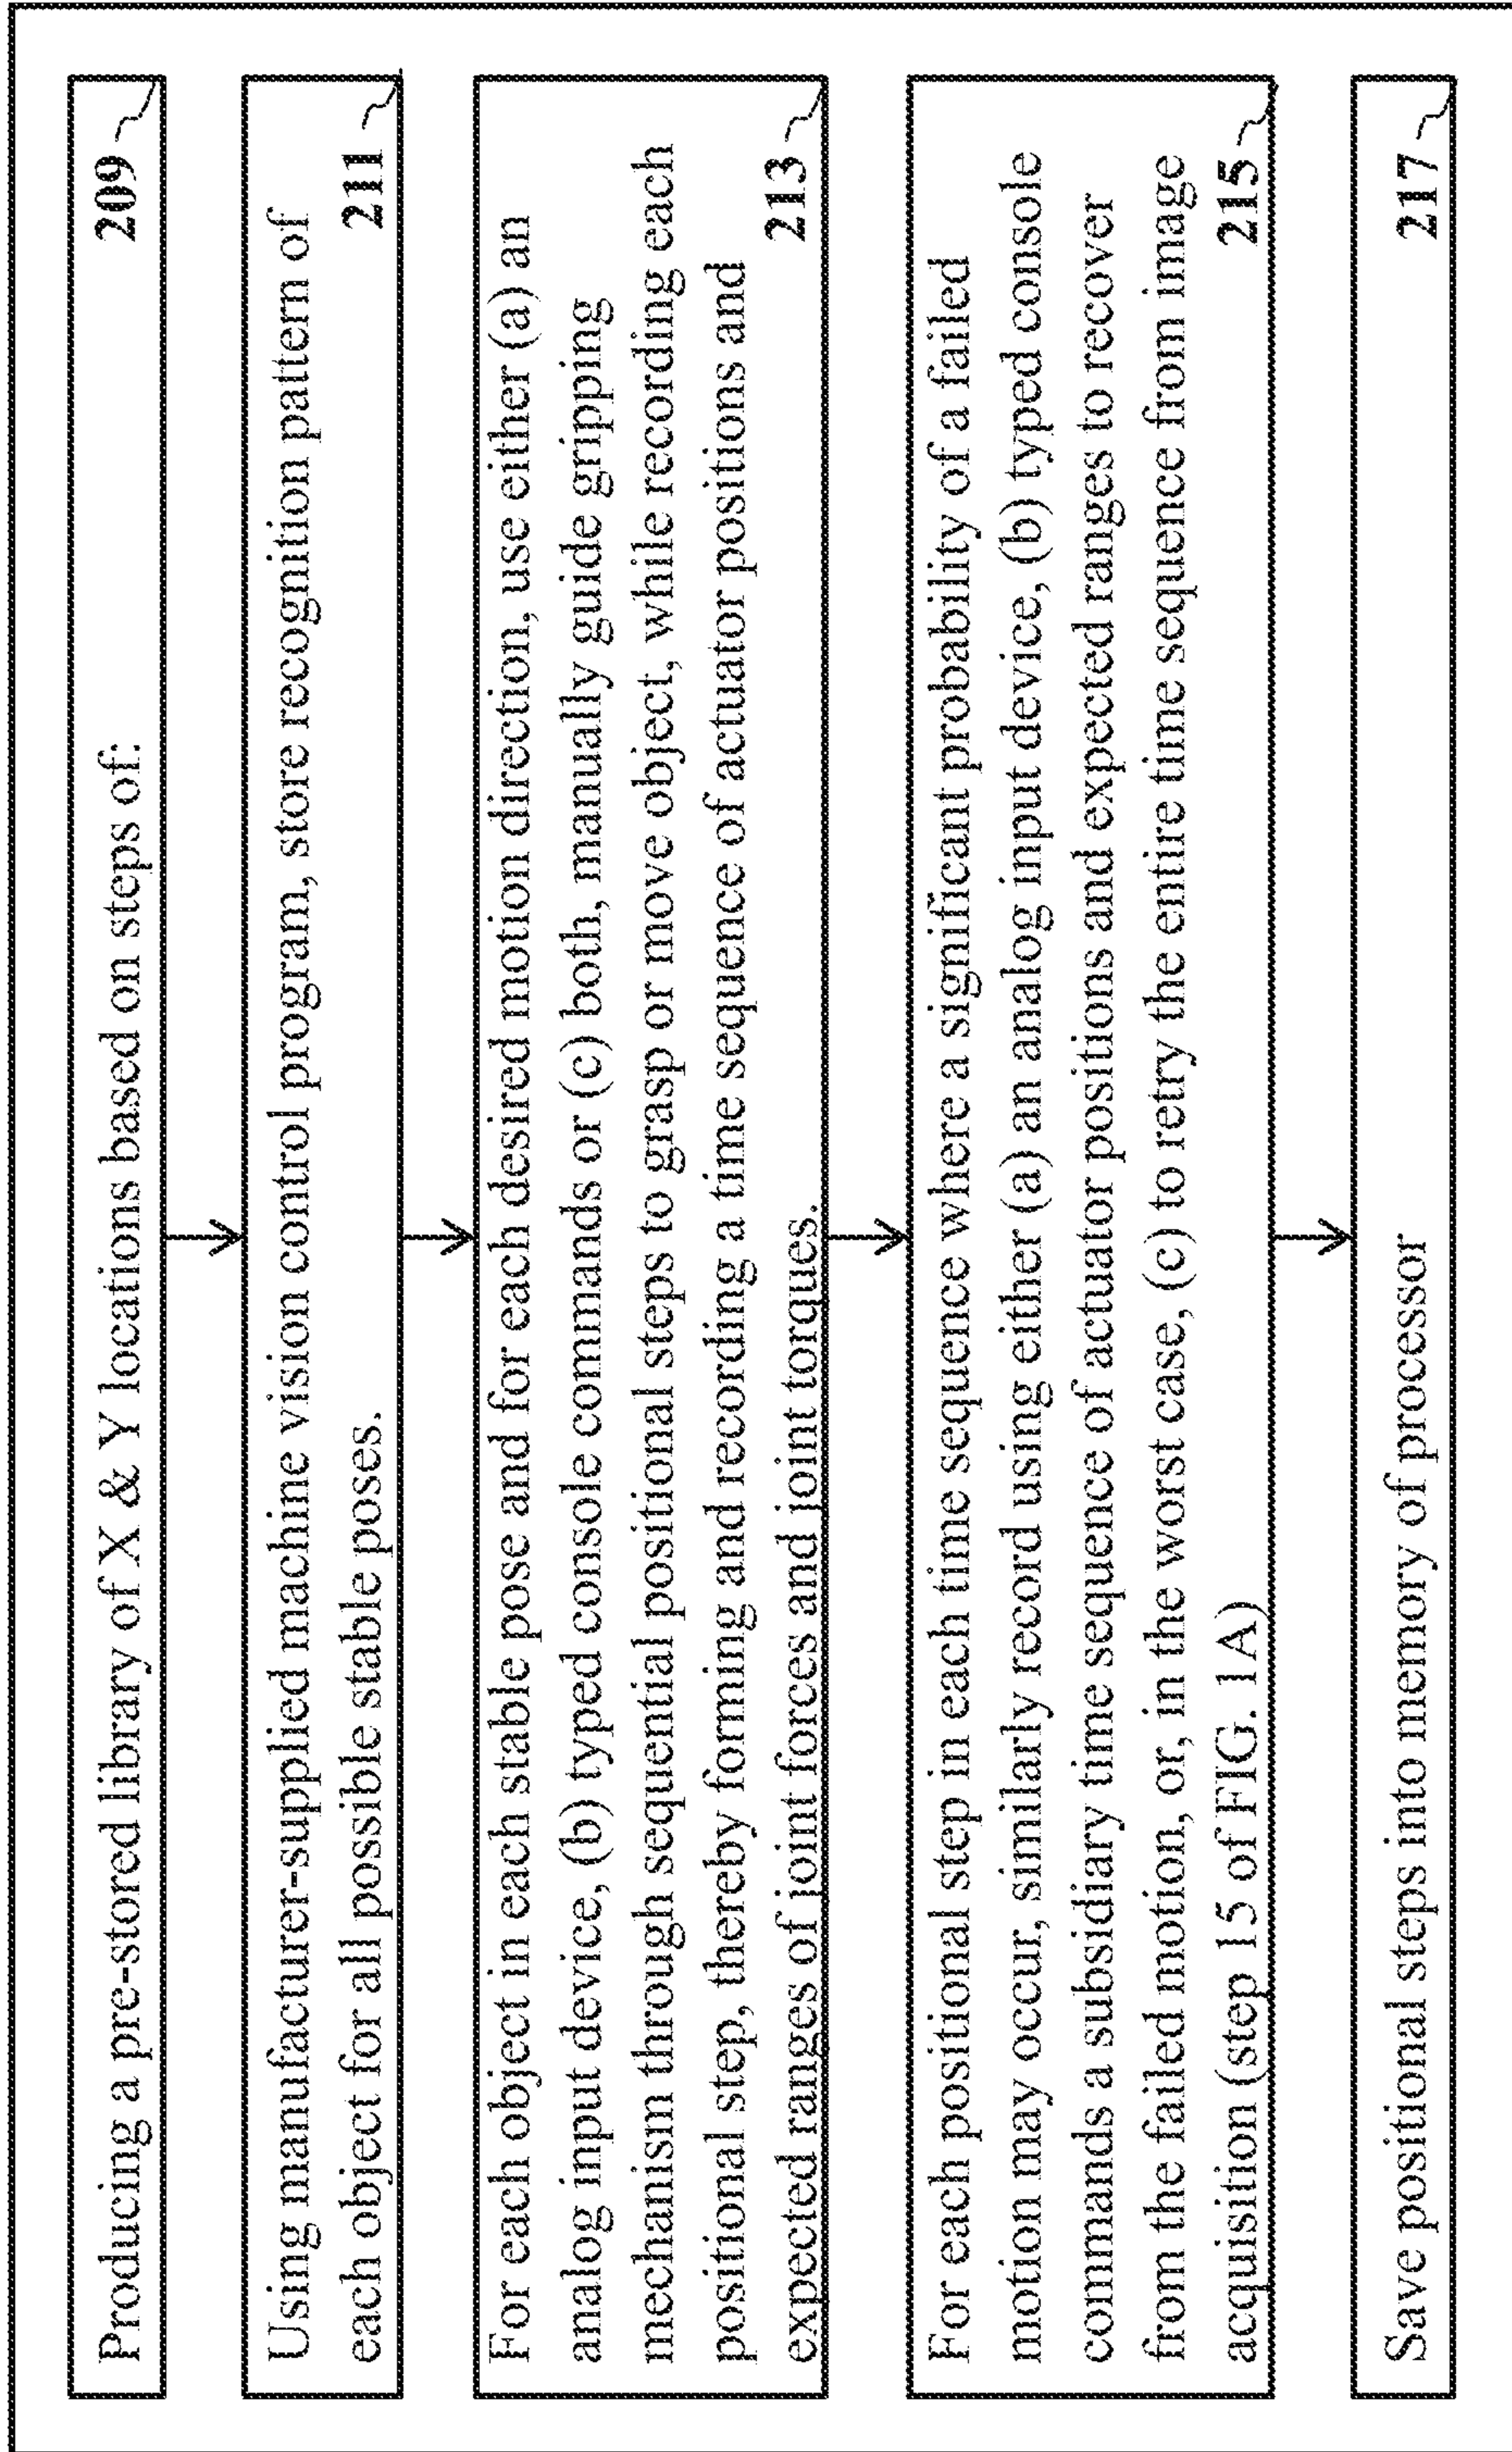 Producing a pre-stored library of X & Y locations based on steps of: 209
Using manufacturer-supplied machine vision control program, store recognition pattern of
each object for all possible stable poses. 211
For each object in each stable pose and for each desired motion direction, use either (a) an
analog input device, (b) typed console commands or (c) both, manually guide gripping
mechanism through sequential positional steps to grasp or move object, while recording each
positional step, thereby forming and recording a time sequence of actuator positions and
expected ranges of joint forces and joint torques. 213
For each positional step in each time sequence where a significant probability of a failed
motion may occur, similarly record using either (a) an analog input device, (b) typed console
commands a subsidiary time sequence of actuator positions and expected ranges to recover
from the failed motion, or, in the worst case, (c) to retry the entire time sequence from image
acquisition (step 15 of FIG. 1A) 215
Save positional steps into memory of processor 217